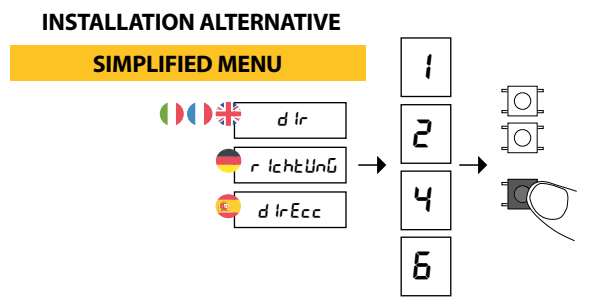 INSTALLATION ALTERNATIVE
SIMPLIFIED MENU
dIr
rIchtUnG
dIrEcc
1
2
4
6